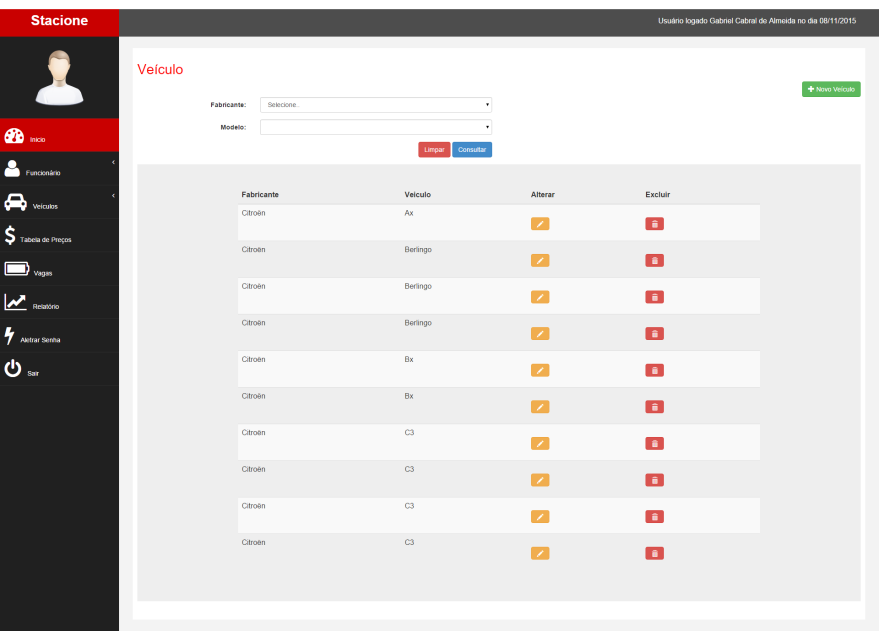 Stacione
Usuário logado Gabriel Cabral de Almeida no dia 08/11/2015
Inicio
Funcionário
Veículos
Tabela de Preços
Vagas
Relatório
Aletrar Senha
Sair
Veículo
Novo Veículo
Fabricante: Selecione.
Modelo:
Limpar Consultar
Fabricante Veículo Alterar Excluir
Citroën Ax
Citroën Berlingo
Citroën Berlingo
Citroën Berlingo
Citroën Bx
Citroën Bx
Citroën C3
Citroën C3
Citroën C3
Citroën C3